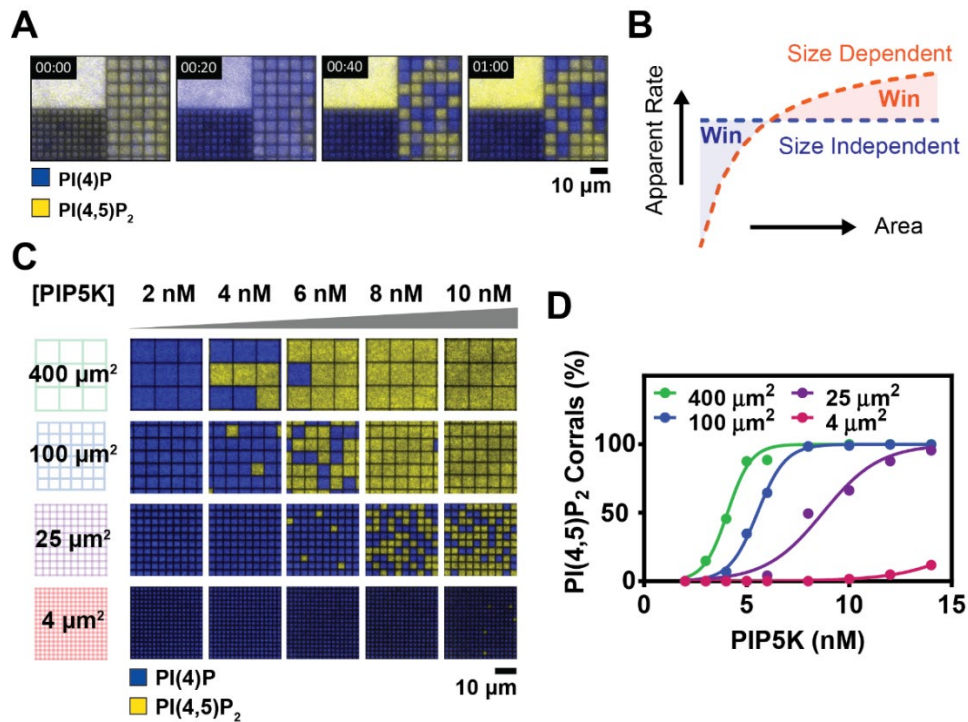 A
00:00 00:20 00:40 01:00
PI(4)P
PI(4,5)P₂
10 µm
B
Apparent Rate
Size Dependent
Win
Win
Size Independent
Area
C
[PIP5K] 2 nM 4 nM 6 nM 8 nM 10 nM
400 µm²
100 µm²
25 µm²
4 µm²
PI(4)P
PI(4,5)P₂
10 µm
D
PI(4,5)P₂ Corrals (%)
400 µm² 25 µm²
100 µm² 4 µm²
100
50
0
0 5 10 15
PIP5K (nM)